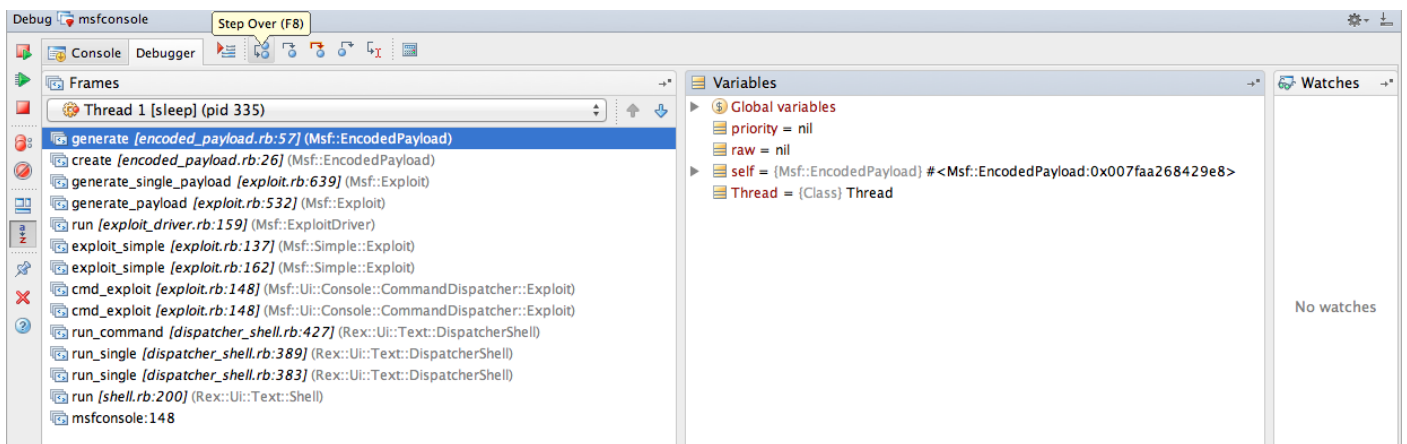 Debug msfconsole
Step Over (F8)
Console Debugger
Frames
Thread 1 [sleep] (pid 335)
generate [encoded_payload.rb:57] (Msf::EncodedPayload)
create [encoded_payload.rb:26] (Msf::EncodedPayload)
generate_single_payload [exploit.rb:639] (Msf::Exploit)
generate_payload [exploit.rb:532] (Msf::Exploit)
run [exploit_driver.rb:159] (Msf::ExploitDriver)
exploit_simple [exploit.rb:137] (Msf::Simple::Exploit)
exploit_simple [exploit.rb:162] (Msf::Simple::Exploit)
cmd_exploit [exploit.rb:148] (Msf::Ui::Console::CommandDispatcher::Exploit)
cmd_exploit [exploit.rb:148] (Msf::Ui::Console::CommandDispatcher::Exploit)
run_command [dispatcher_shell.rb:427] (Rex::Ui::Text::DispatcherShell)
run_single [dispatcher_shell.rb:389] (Rex::Ui::Text::DispatcherShell)
run_single [dispatcher_shell.rb:383] (Rex::Ui::Text::DispatcherShell)
run [shell.rb:200] (Rex::Ui::Text::Shell)
msfconsole:148
Variables
Global variables
priority = nil
raw = nil
self = {Msf::EncodedPayload} #<Msf::EncodedPayload:0x007faa268429e8>
Thread = {Class} Thread
Watches
No watches